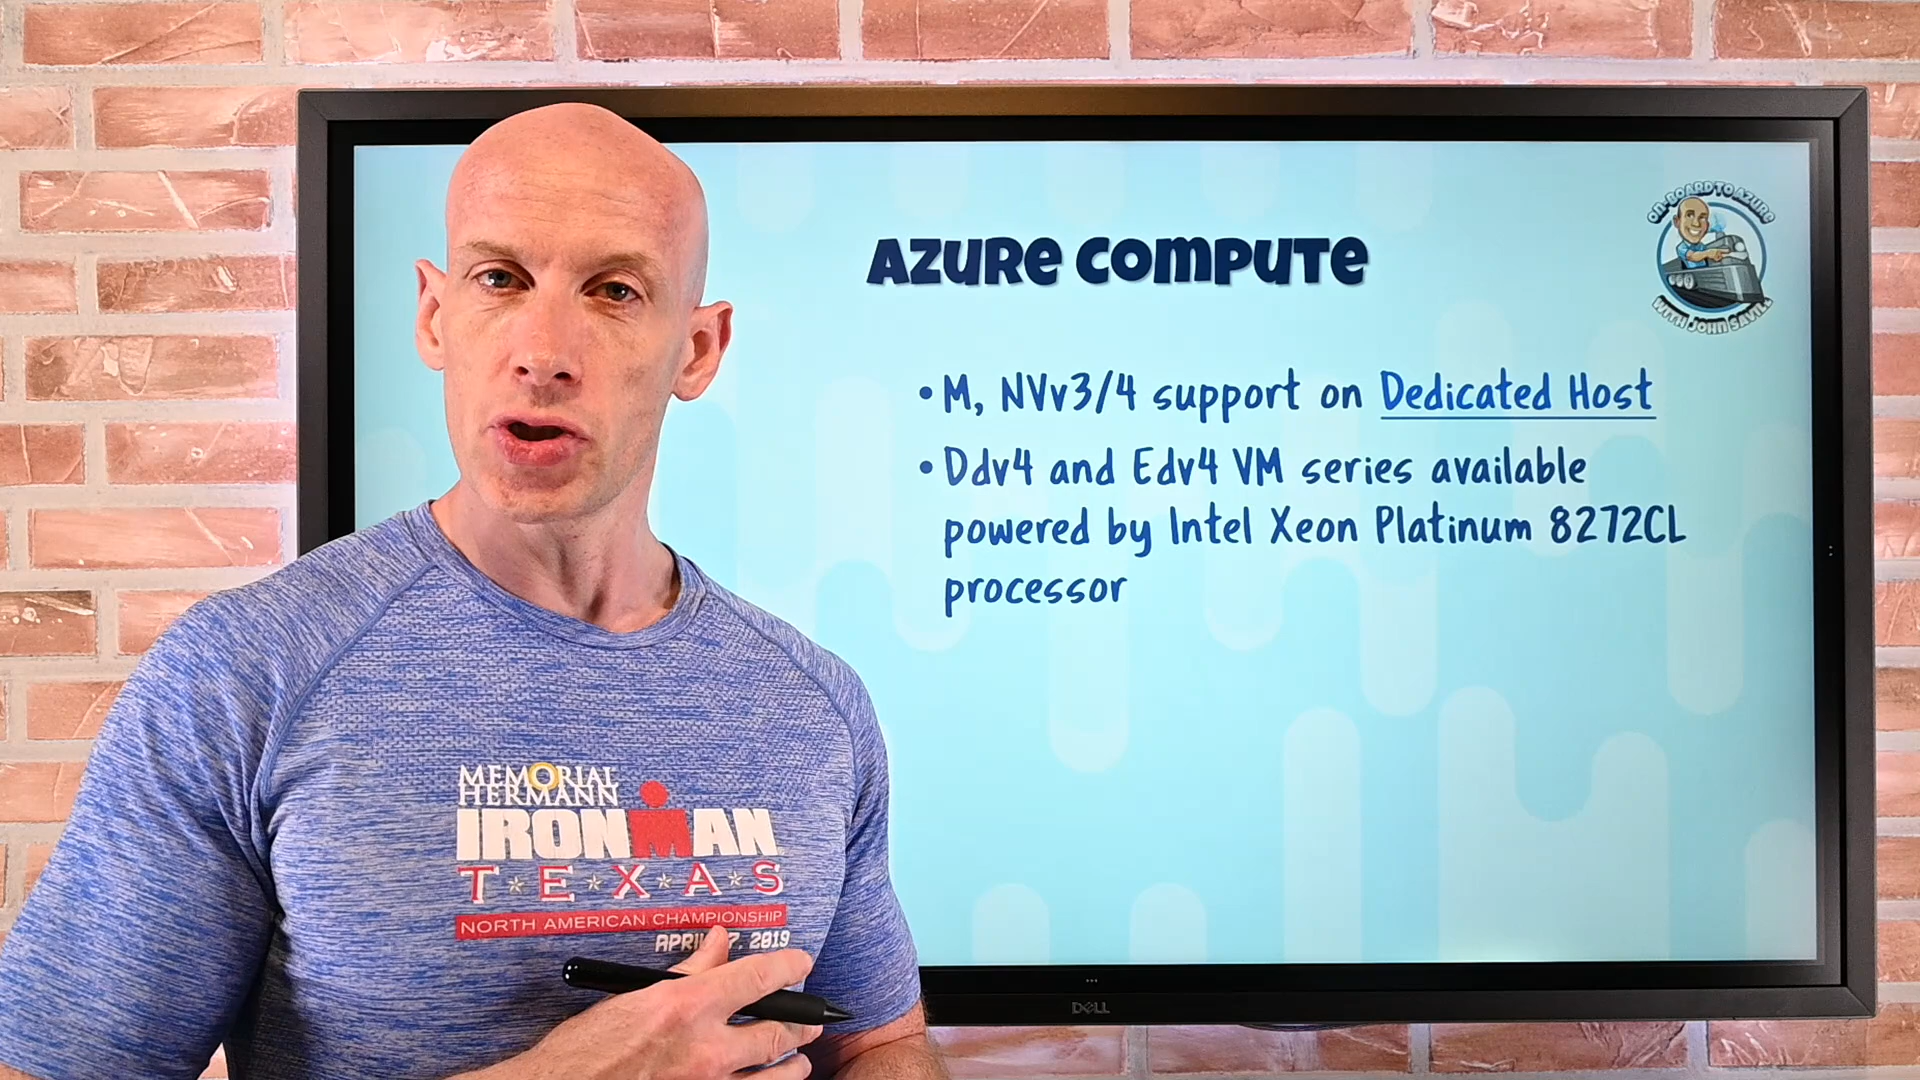 AZURE COMPUTE
ON-BOARD TO AZURE
WITH JOHN SAVILL
• M, NVv3/4 support on Dedicated Host
• Ddv4 and Edv4 VM series available
powered by Intel Xeon Platinum 8272CL
processor
MEMORIAL
HERMANN
IRONMAN
TEXAS
NORTH AMERICAN CHAMPIONSHIP
7, 2019
DELL